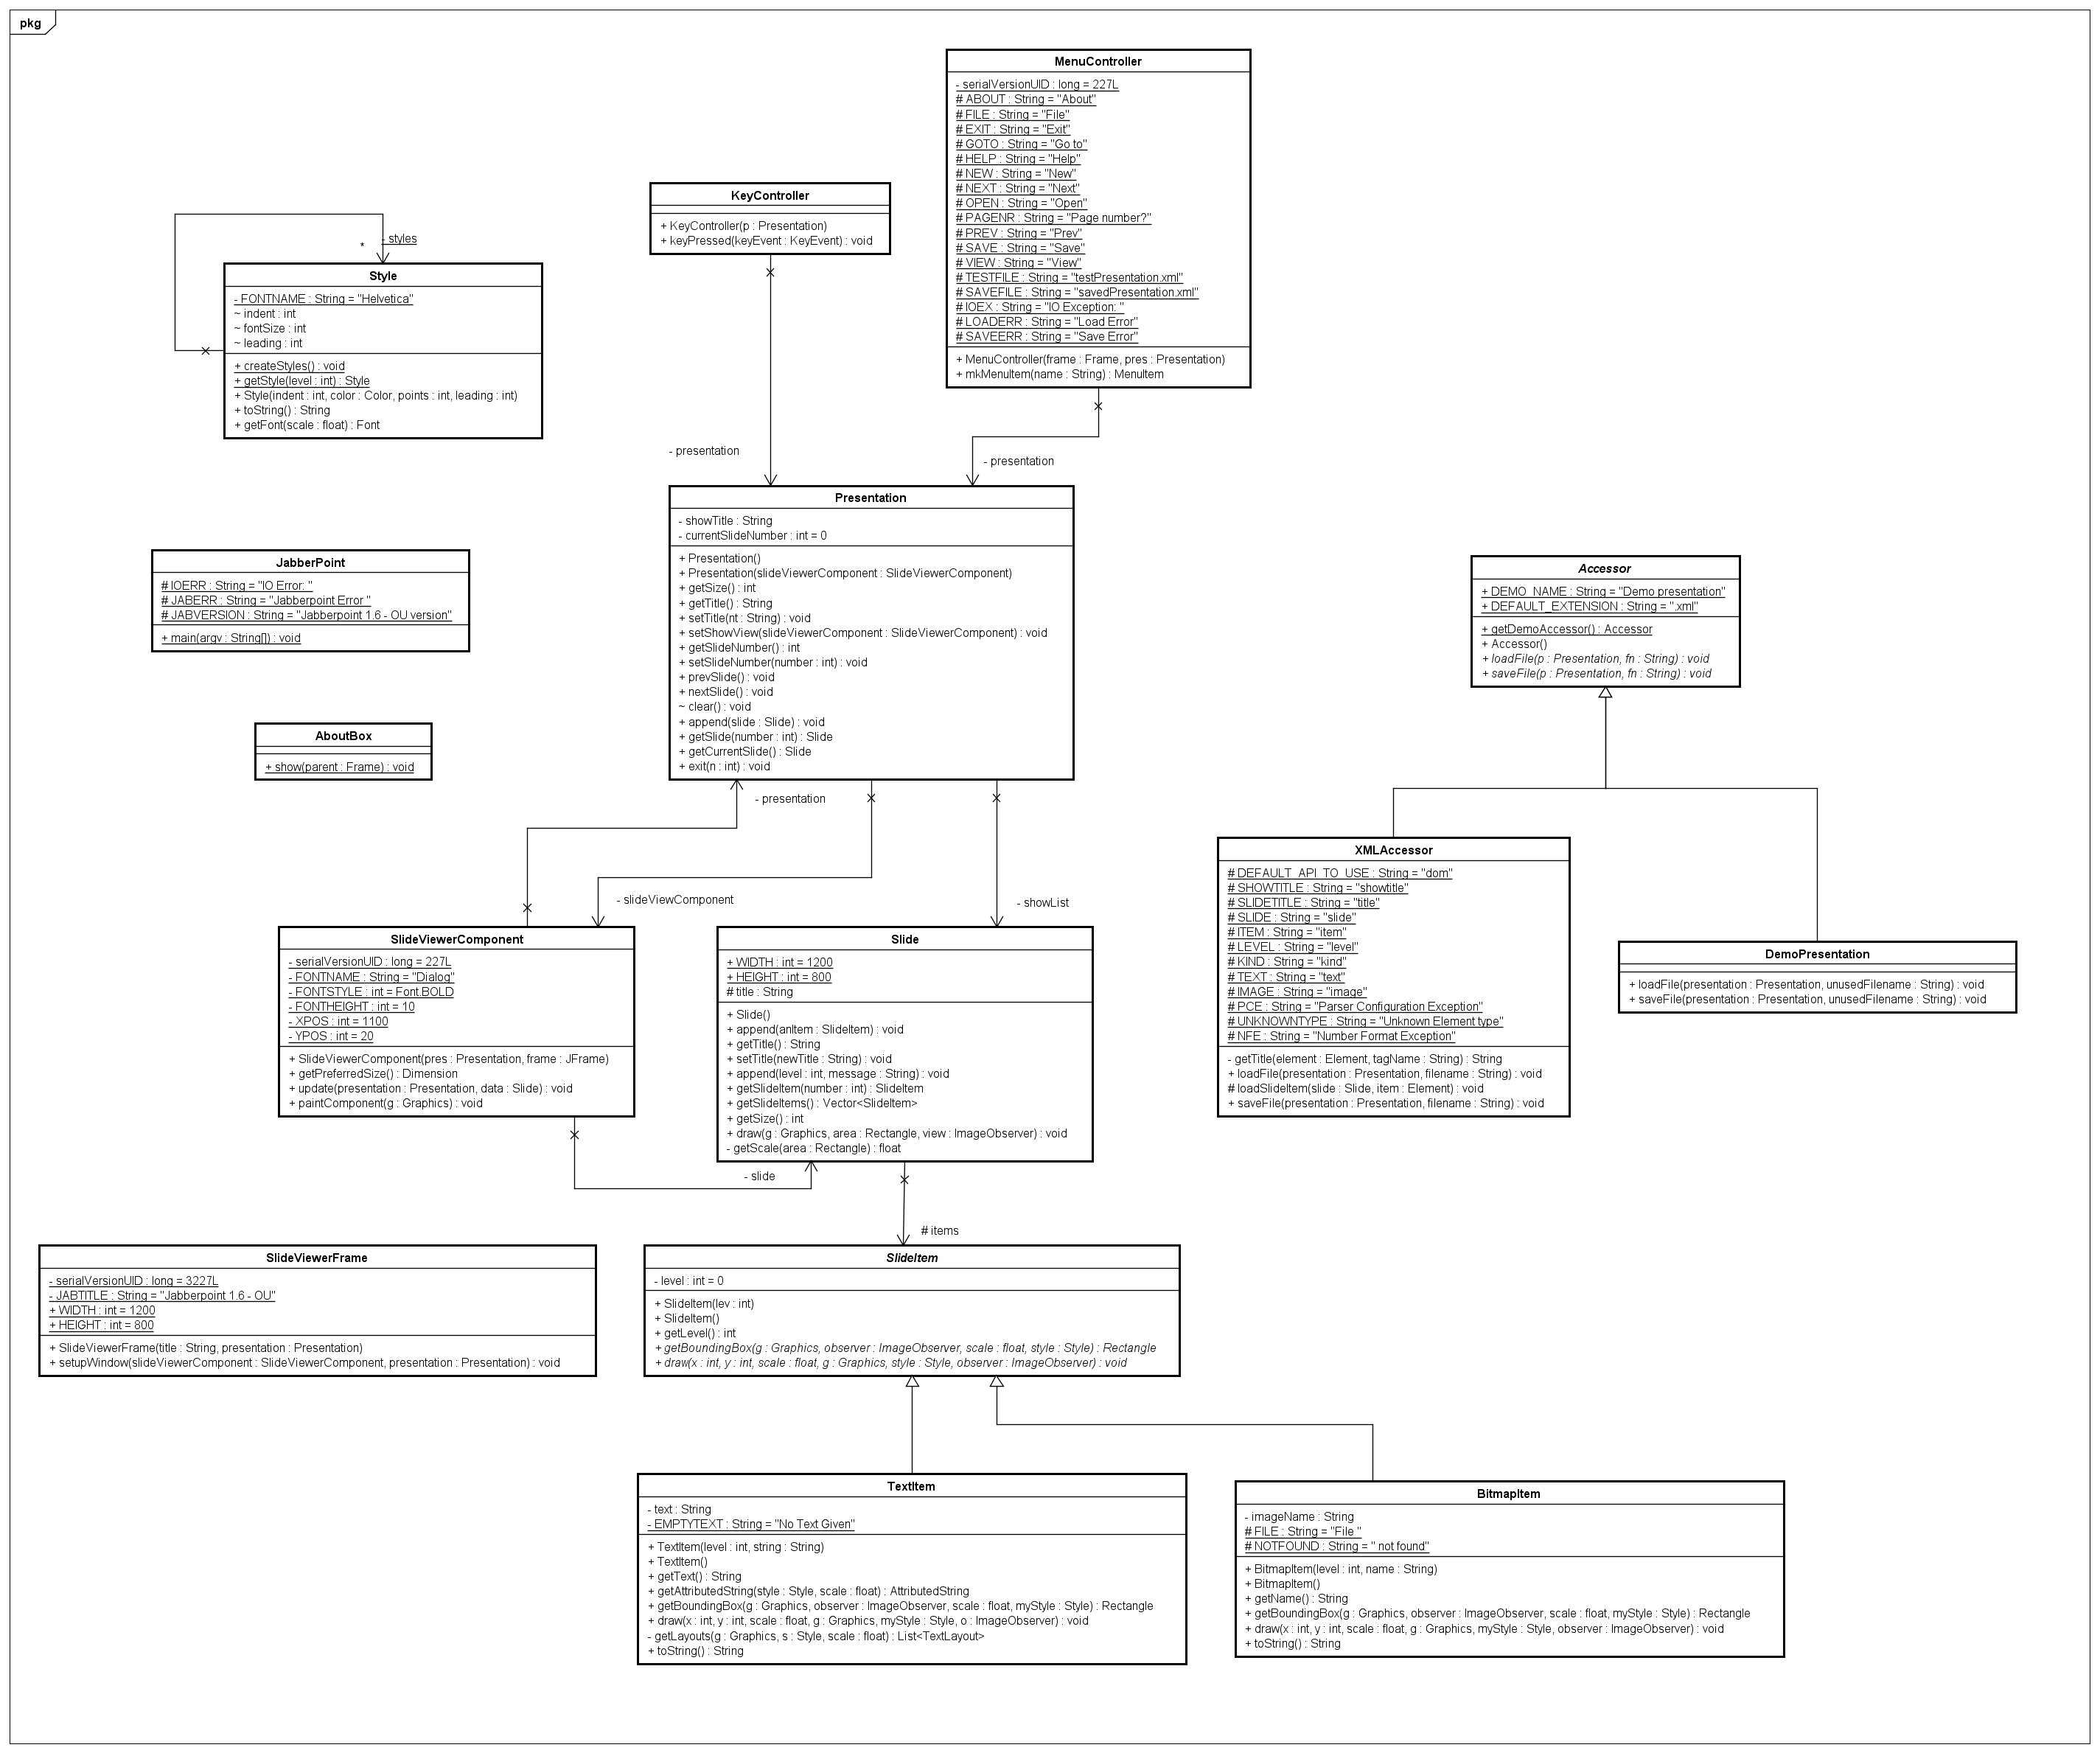 pkg
MenuController
- serialVersionUID : long = 227L
# ABOUT : String = "About"
# FILE : String = "File"
# EXIT : String = "Exit"
# GOTO : String = "Go to"
# HELP : String = "Help"
# NEW : String = "New"
# NEXT : String = "Next"
# OPEN : String = "Open"
# PAGENR : String = "Page number?"
# PREV : String = "Prev"
# SAVE : String = "Save"
# VIEW : String = "View"
# TESTFILE : String = "testPresentation.xml"
# SAVEFILE : String = "savedPresentation.xml"
# IOEX : String = "IO Exception: "
# LOADERR : String = "Load Error"
# SAVEERR : String = "Save Error"
+ MenuController(frame : Frame, pres : Presentation)
+ mkMenuItem(name : String) : MenuItem
KeyController
+ KeyController(p : Presentation)
+ keyPressed(keyEvent : KeyEvent) : void
*
- styles
Style
- FONTNAME : String = "Helvetica"
~ indent : int
~ fontSize : int
~ leading : int
+ createStyles() : void
+ getStyle(level : int) : Style
+ Style(indent : int, color : Color, points : int, leading : int)
+ toString() : String
+ getFont(scale : float) : Font
- presentation
- presentation
Presentation
- showTitle : String
- currentSlideNumber : int = 0
+ Presentation()
+ Presentation(slideViewerComponent : SlideViewerComponent)
+ getSize() : int
+ getTitle() : String
+ setTitle(nt : String) : void
+ setShowView(slideViewerComponent : SlideViewerComponent) : void
+ getSlideNumber() : int
+ setSlideNumber(number : int) : void
+ prevSlide() : void
+ nextSlide() : void
~ clear() : void
+ append(slide : Slide) : void
+ getSlide(number : int) : Slide
+ getCurrentSlide() : Slide
+ exit(n : int) : void
JabberPoint
# IOERR : String = "IO Error: "
# JABERR : String = "Jabberpoint Error "
# JABVERSION : String = "Jabberpoint 1.6 - OU version"
+ main(argv : String[]) : void
Accessor
+ DEMO_NAME : String = "Demo presentation"
+ DEFAULT_EXTENSION : String = ".xml"
+ getDemoAccessor() : Accessor
+ Accessor()
+ loadFile(p : Presentation, fn : String) : void
+ saveFile(p : Presentation, fn : String) : void
AboutBox
+ show(parent : Frame) : void
- presentation
- slideViewComponent
- showList
XMLAccessor
# DEFAULT_API_TO_USE : String = "dom"
# SHOWTITLE : String = "showtitle"
# SLIDETITLE : String = "title"
# SLIDE : String = "slide"
# ITEM : String = "item"
# LEVEL : String = "level"
# KIND : String = "kind"
# TEXT : String = "text"
# IMAGE : String = "image"
# PCE : String = "Parser Configuration Exception"
# UNKNOWNTYPE : String = "Unknown Element type"
# NFE : String = "Number Format Exception"
- getTitle(element : Element, tagName : String) : String
+ loadFile(presentation : Presentation, filename : String) : void
# loadSlideItem(slide : Slide, item : Element) : void
+ saveFile(presentation : Presentation, filename : String) : void
DemoPresentation
+ loadFile(presentation : Presentation, unusedFilename : String) : void
+ saveFile(presentation : Presentation, unusedFilename : String) : void
SlideViewerComponent
- serialVersionUID : long = 227L
- FONTNAME : String = "Dialog"
- FONTSTYLE : int = Font.BOLD
- FONTHEIGHT : int = 10
- XPOS : int = 1100
- YPOS : int = 20
+ SlideViewerComponent(pres : Presentation, frame : JFrame)
+ getPreferredSize() : Dimension
+ update(presentation : Presentation, data : Slide) : void
+ paintComponent(g : Graphics) : void
Slide
+ WIDTH : int = 1200
+ HEIGHT : int = 800
# title : String
+ Slide()
+ append(anItem : SlideItem) : void
+ getTitle() : String
+ setTitle(newTitle : String) : void
+ append(level : int, message : String) : void
+ getSlideItem(number : int) : SlideItem
+ getSlideItems() : Vector<SlideItem>
+ getSize() : int
+ draw(g : Graphics, area : Rectangle, view : ImageObserver) : void
- getScale(area : Rectangle) : float
- slide
# items
SlideViewerFrame
- serialVersionUID : long = 3227L
- JABTITLE : String = "Jabberpoint 1.6 - OU"
+ WIDTH : int = 1200
+ HEIGHT : int = 800
+ SlideViewerFrame(title : String, presentation : Presentation)
+ setupWindow(slideViewerComponent : SlideViewerComponent, presentation : Presentation) : void
SlideItem
- level : int = 0
+ SlideItem(lev : int)
+ SlideItem()
+ getLevel() : int
+ getBoundingBox(g : Graphics, observer : ImageObserver, scale : float, style : Style) : Rectangle
+ draw(x : int, y : int, scale : float, g : Graphics, style : Style, observer : ImageObserver) : void
TextItem
- text : String
- EMPTYTEXT : String = "No Text Given"
+ TextItem(level : int, string : String)
+ TextItem()
+ getText() : String
+ getAttributedString(style : Style, scale : float) : AttributedString
+ getBoundingBox(g : Graphics, observer : ImageObserver, scale : float, myStyle : Style) : Rectangle
+ draw(x : int, y : int, scale : float, g : Graphics, myStyle : Style, o : ImageObserver) : void
- getLayouts(g : Graphics, s : Style, scale : float) : List<TextLayout>
+ toString() : String
BitmapItem
- imageName : String
# FILE : String = "File "
# NOTFOUND : String = " not found"
+ BitmapItem(level : int, name : String)
+ BitmapItem()
+ getName() : String
+ getBoundingBox(g : Graphics, observer : ImageObserver, scale : float, myStyle : Style) : Rectangle
+ draw(x : int, y : int, scale : float, g : Graphics, myStyle : Style, observer : ImageObserver) : void
+ toString() : String